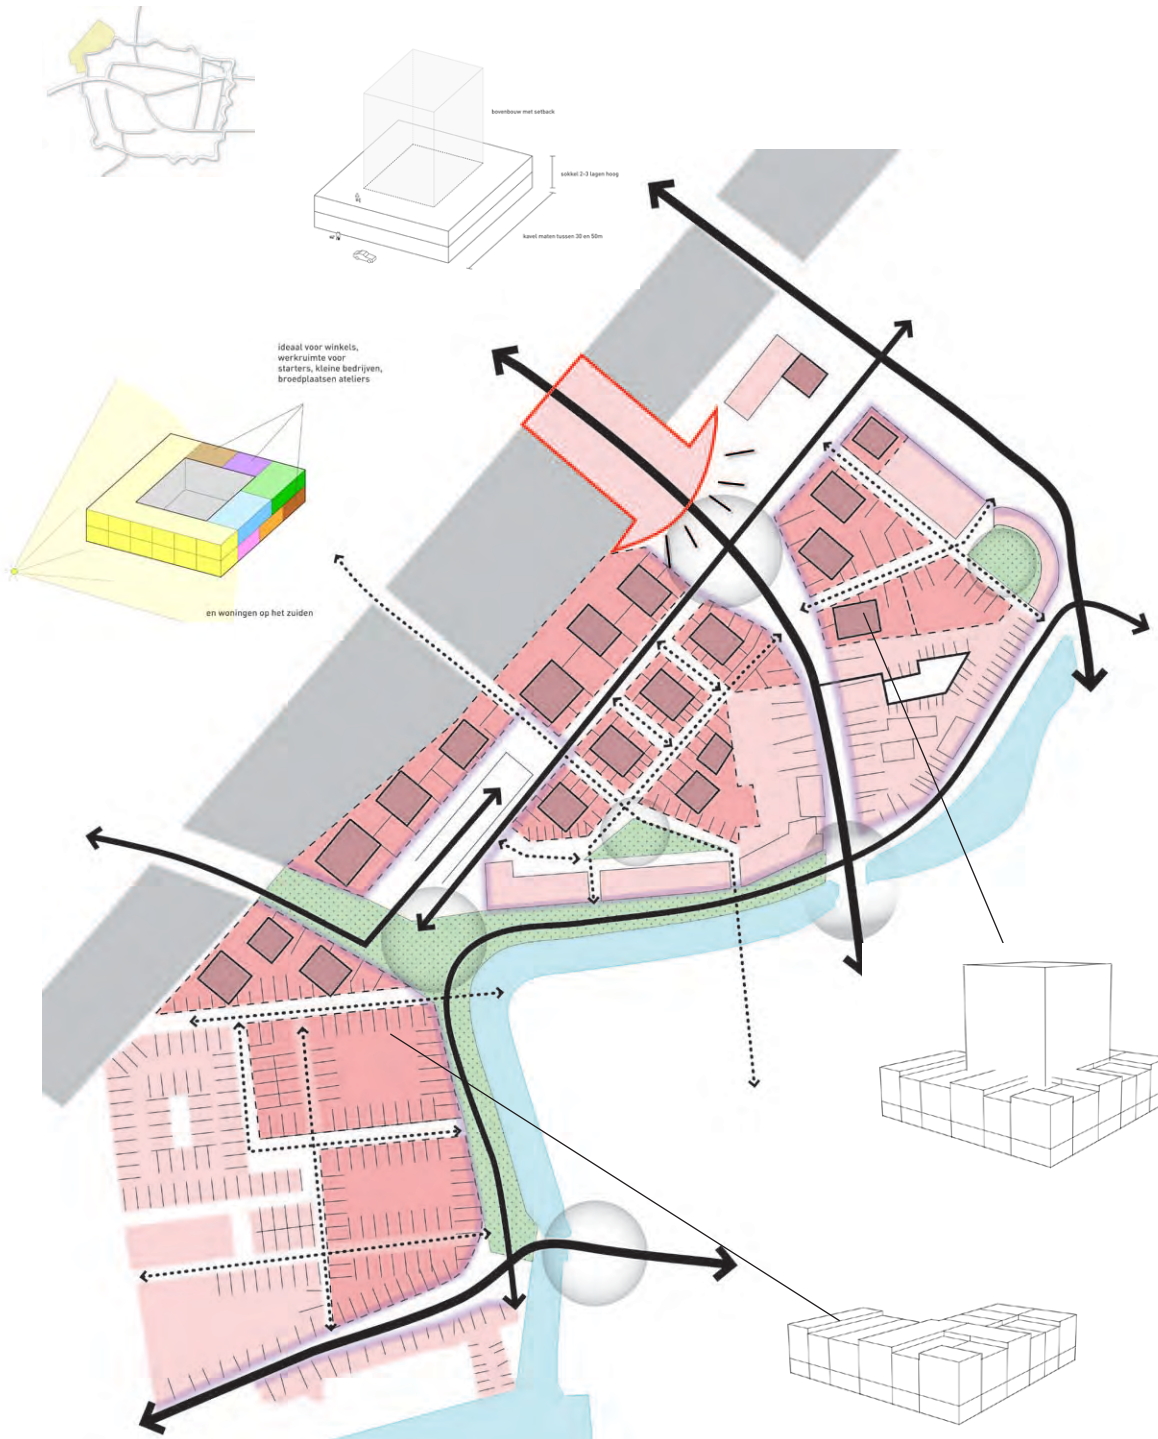 bovenbouw met setback
sokkel 2-3 lagen hoog
kavel maten tussen 30 en 50m
ideaal voor winkels,
werkruimte voor
starters, kleine bedrijven,
broedplaatsen ateliers
en woningen op het zuiden